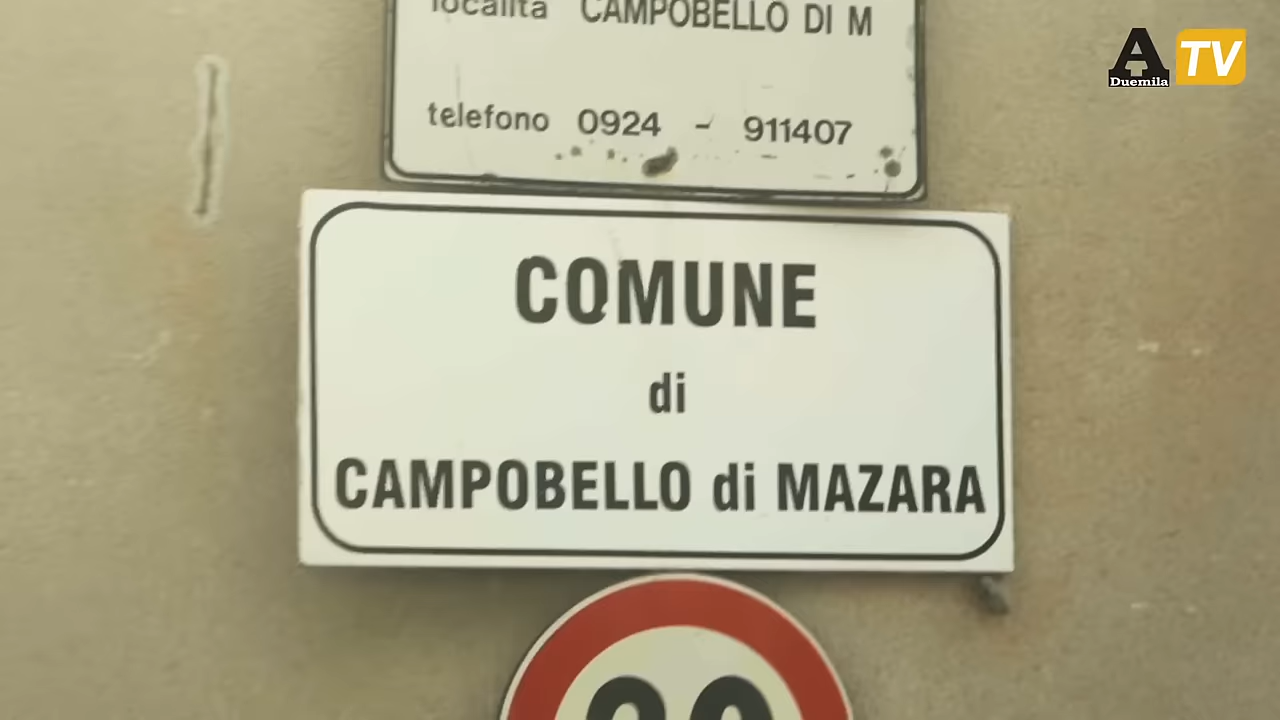 località CAMPOBELLO DI M
telefono 0924 - 911407
COMUNE
di
CAMPOBELLO di MAZARA
A TV
Duemila